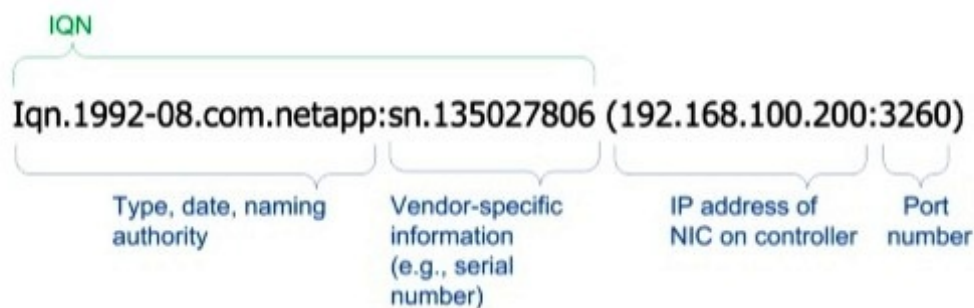 IQN
Iqn.1992-08.com.netapp:sn.135027806 (192.168.100.200:3260)
Type, date, naming
authority
Vendor-specific
information
(e.g., serial
number)
IP address of
NIC on controller
Port
number